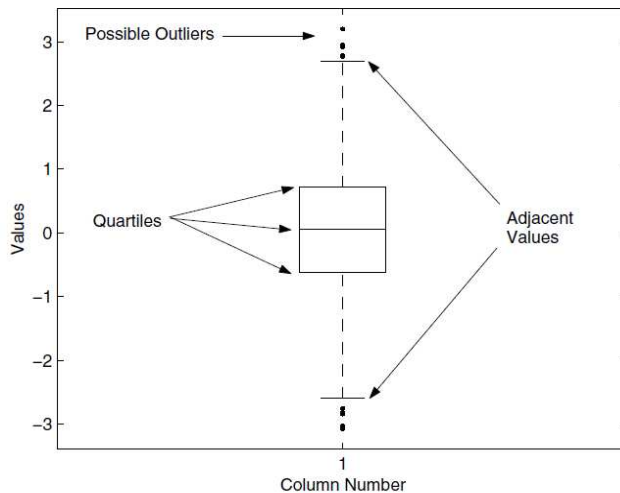 Possible Outliers
3
2
1
0
−1
−2
−3
Values
Quartiles
Adjacent
Values
1
Column Number